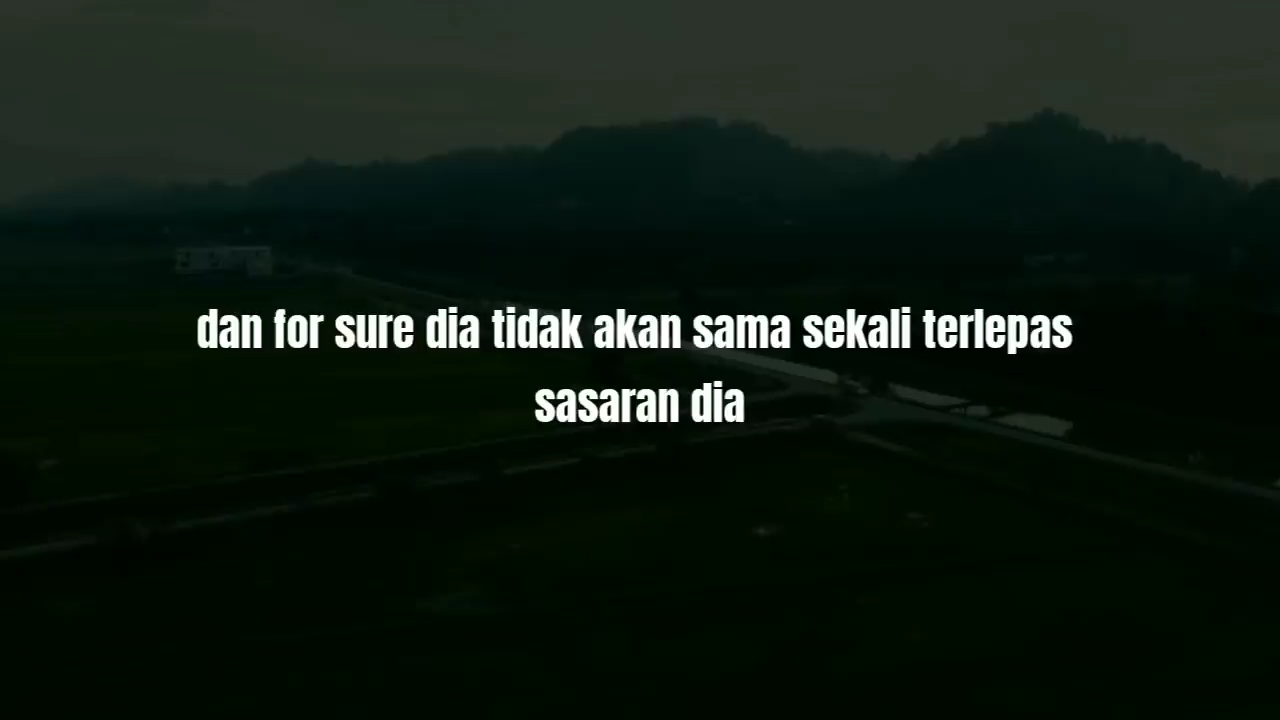 dan for sure dia tidak akan sama sekali terlepas
sasaran dia